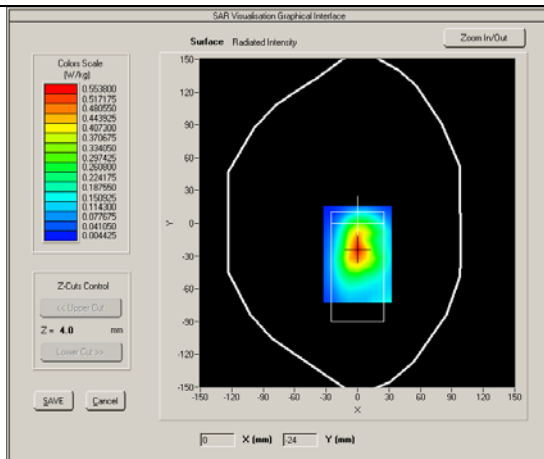 SAR Visualisation Graphical Interface
Surface Radiated Intensity
Zoom In/Out
Colors Scale
(W/kg)
0.553800
0.517175
0.480550
0.443925
0.407300
0.370675
0.334050
0.297425
0.260800
0.224175
0.187550
0.150925
0.114300
0.077675
0.041050
0.004425
Z-Cuts Control
<< Upper Cut
Z = 4.0 mm
Lower Cut >>
SAVE Cancel
Y
150
120
90
60
30
0
-30
-60
-90
-120
-150
-150 -120 -90 -60 -30 0 30 60 90 120 150
X
0 X (mm) -24 Y (mm)